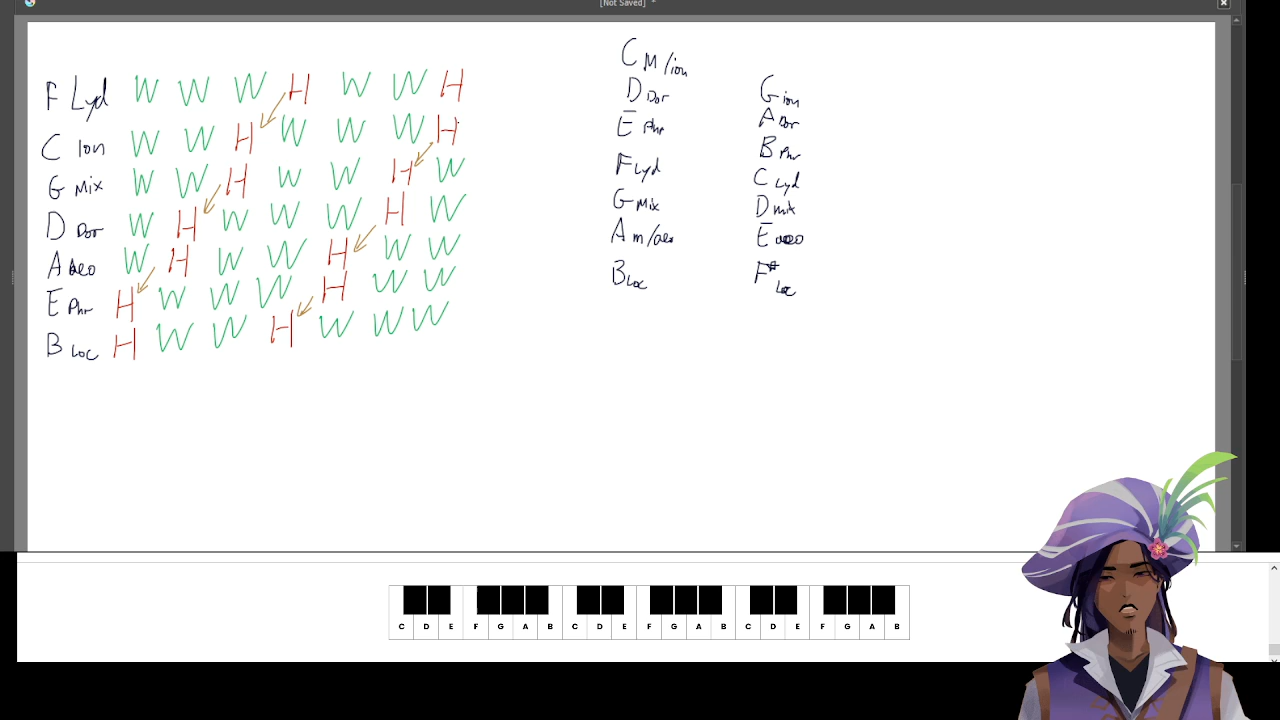 [Not Saved] *
F Lyd W W W H W W H
C Ion W W H W W W H
G Mix W W H W W H W
D Dor W H W W W H W
A Aeo W H W W H W W
E Phr H W W W H W W
B Loc H W W H W W W
C M/ion
D Dor
E Phr
F Lyd
G Mix
A m/aeo
B Loc
G ion
A Dor
B Phr
C Lyd
D mix
E aeo
F# Loc
C D E F G A B C D E F G A B C D E F G A B